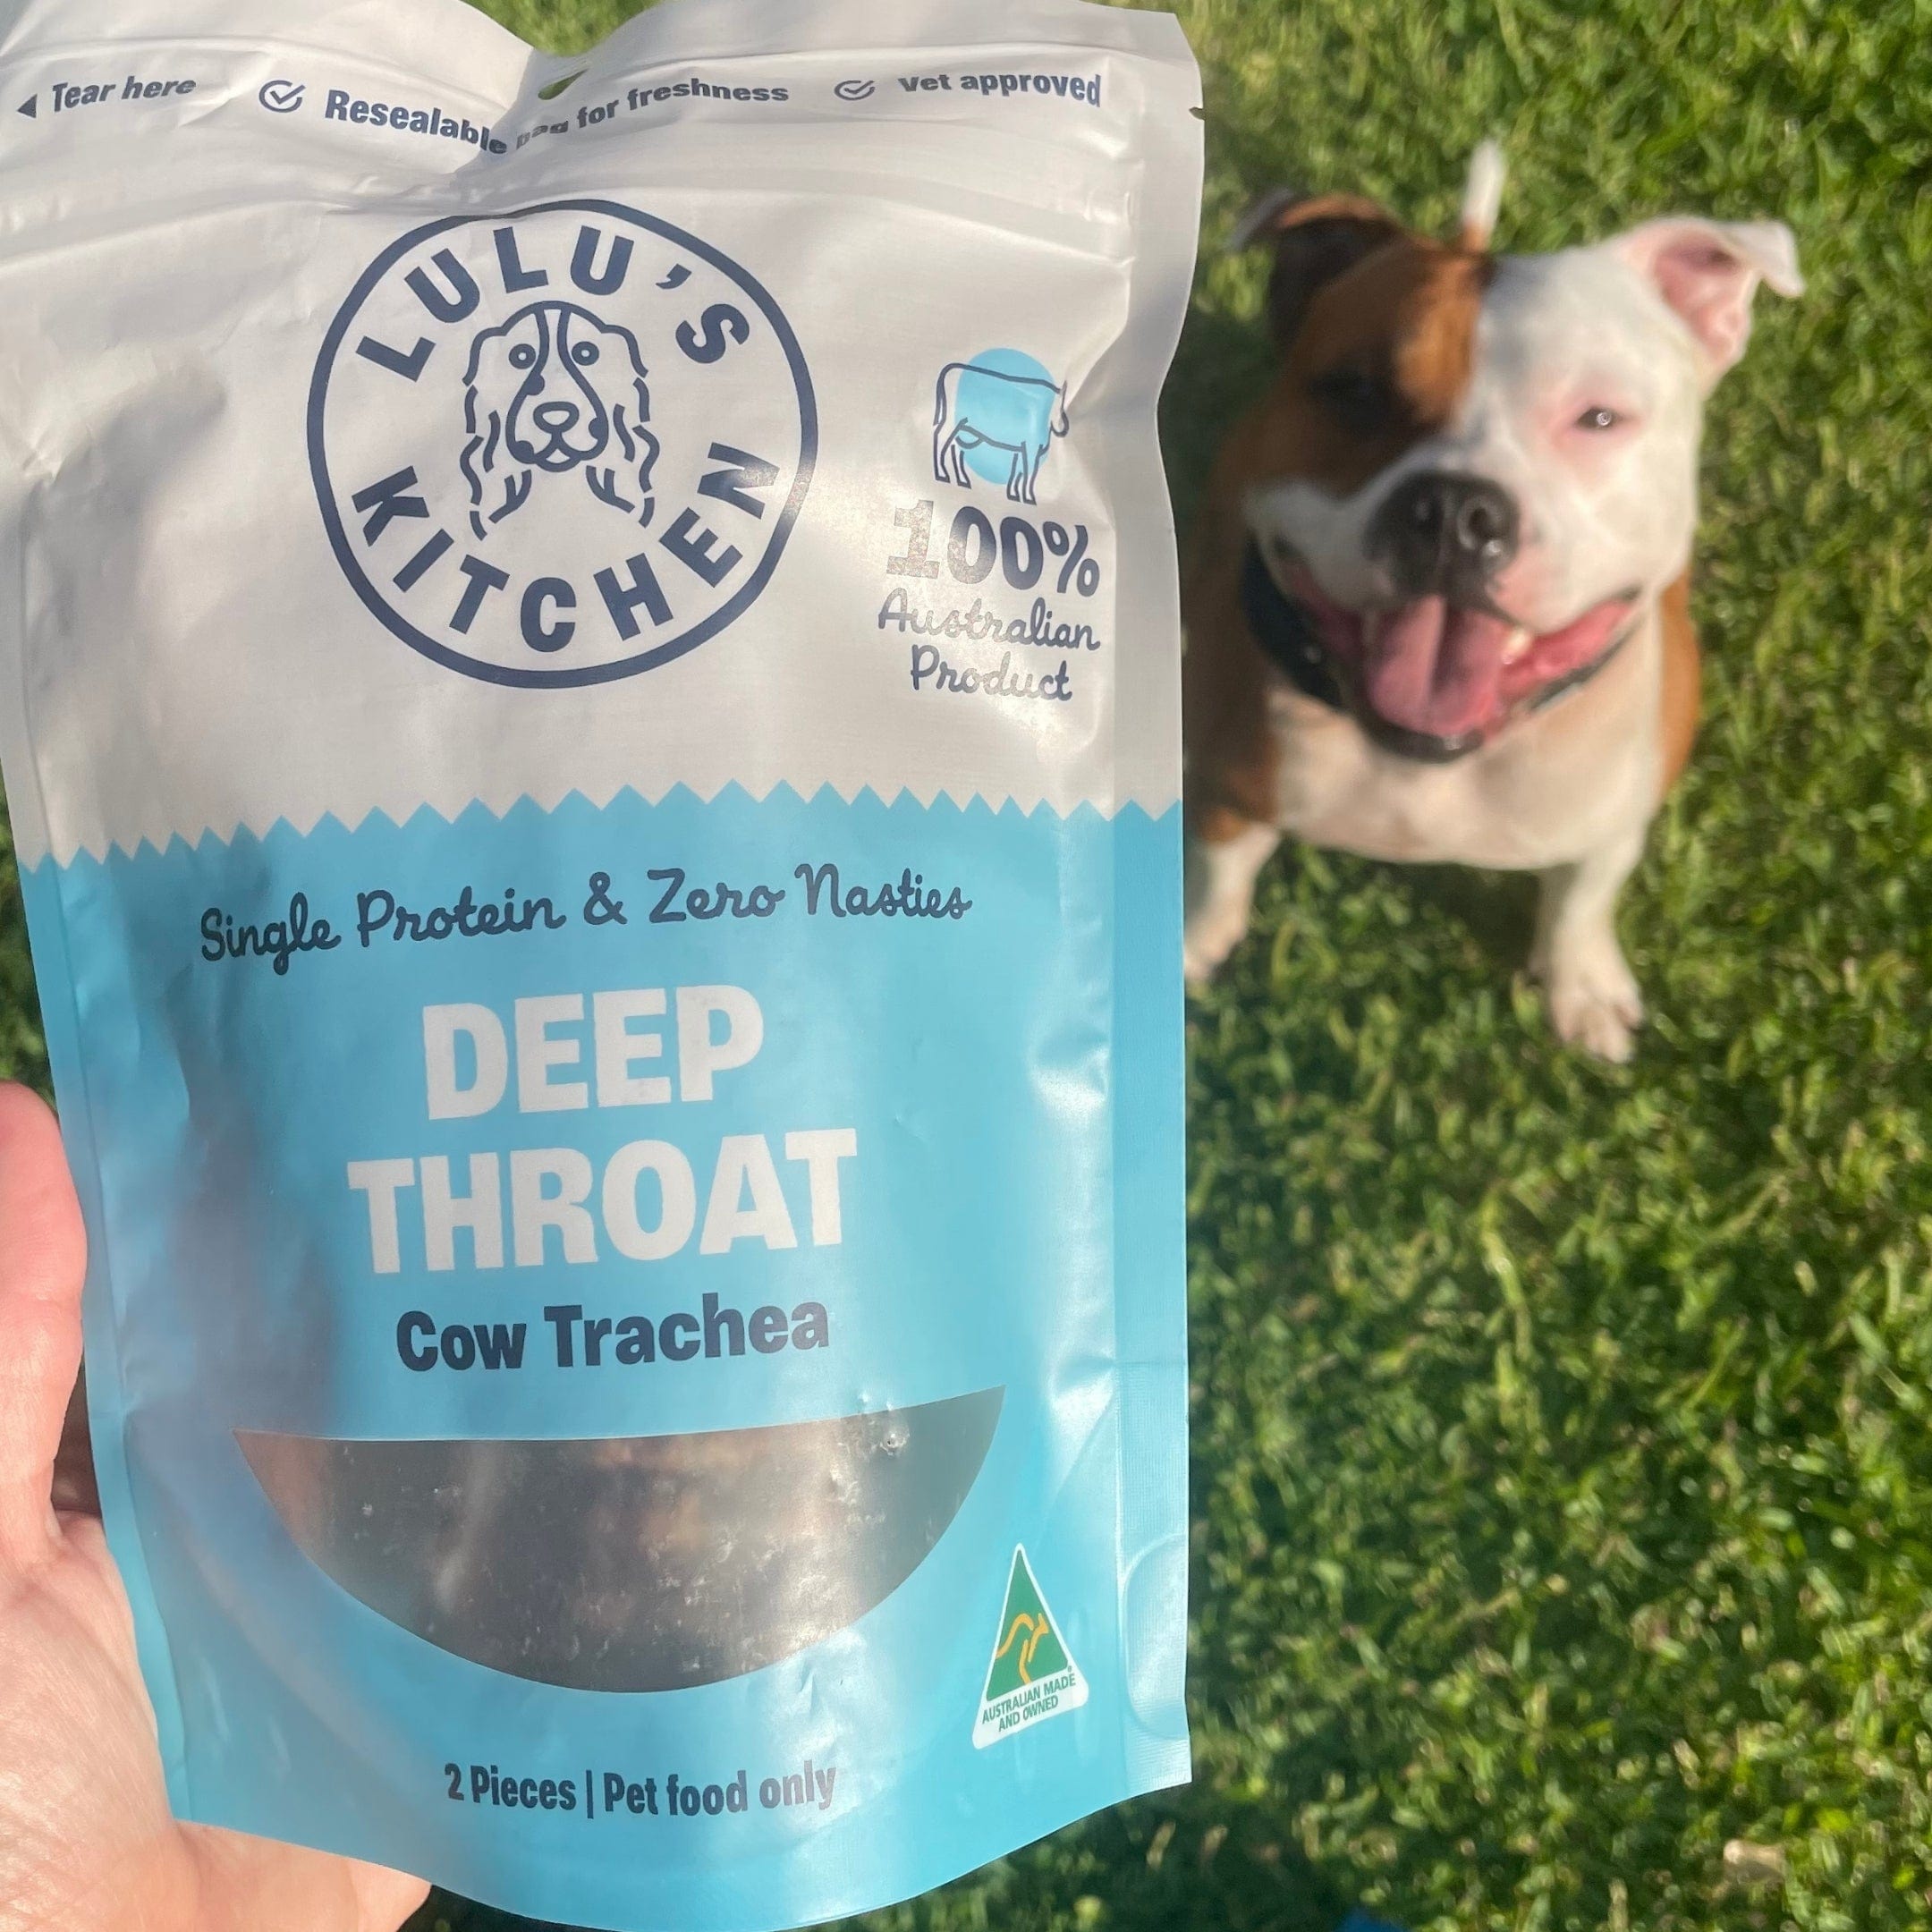 Tear here
Resealable bag for freshness
Vet approved
LULU'S
KITCHEN
100%
Australian
Product
Single Protein & Zero Nasties
DEEP
THROAT
Cow Trachea
AUSTRALIAN MADE
AND OWNED
2 Pieces | Pet food only